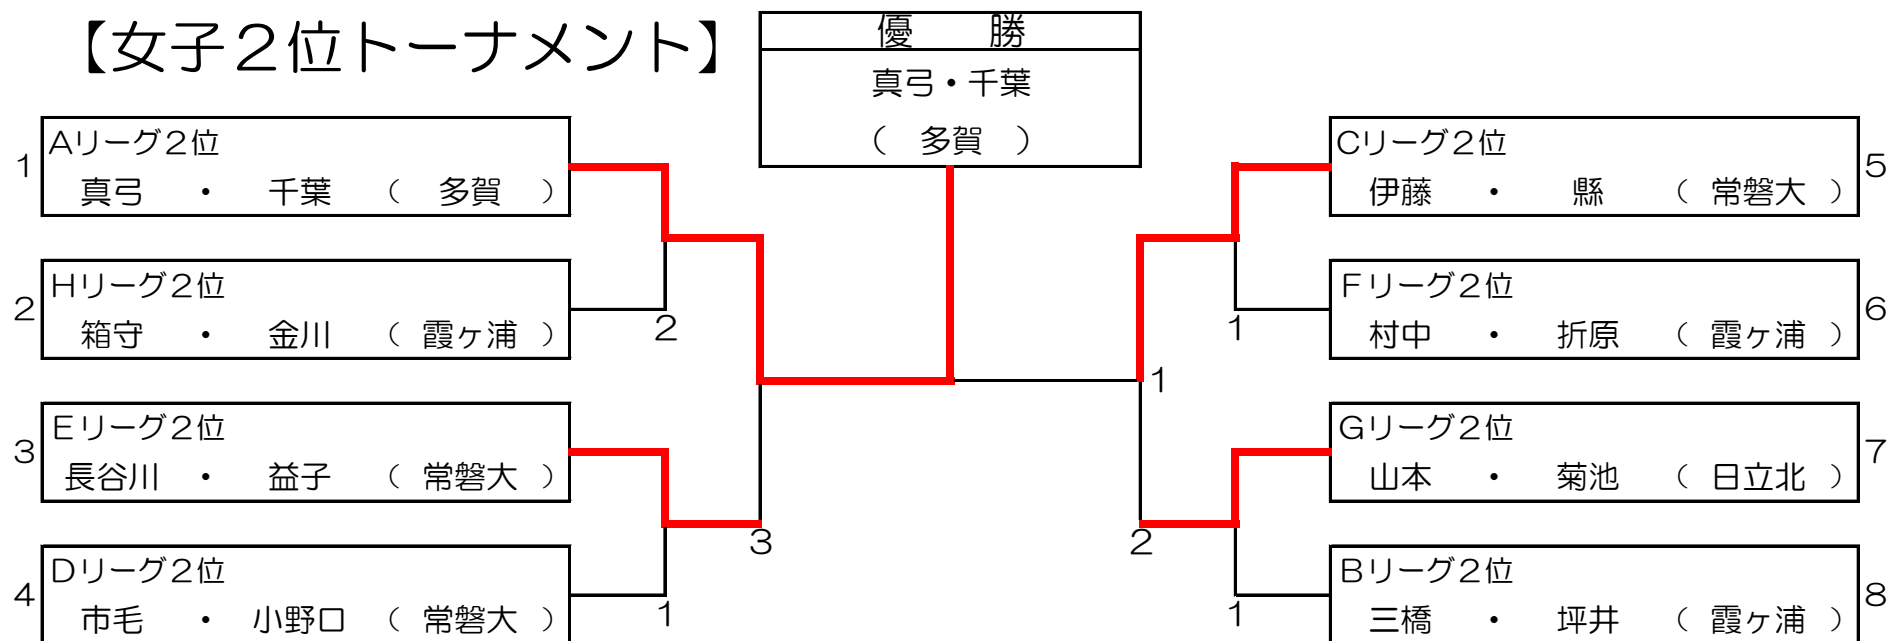 【女子２位トーナメント】
優　勝
真弓・千葉
（ 多賀 ）
1
Aリーグ２位
真弓 ・ 千葉 （ 多賀 ）
2
Hリーグ２位
箱守 ・ 金川 （ 霞ヶ浦 ）
2
3
Eリーグ２位
長谷川 ・ 益子 （ 常磐大 ）
3
4
Dリーグ２位
市毛 ・ 小野口 （ 常磐大 ）
1
Cリーグ２位
伊藤 ・ 縣 （ 常磐大 ）
5
Fリーグ２位
村中 ・ 折原 （ 霞ヶ浦 ）
6
1
1
Gリーグ２位
山本 ・ 菊池 （ 日立北 ）
7
2
Bリーグ２位
三橋 ・ 坪井 （ 霞ヶ浦 ）
8
1